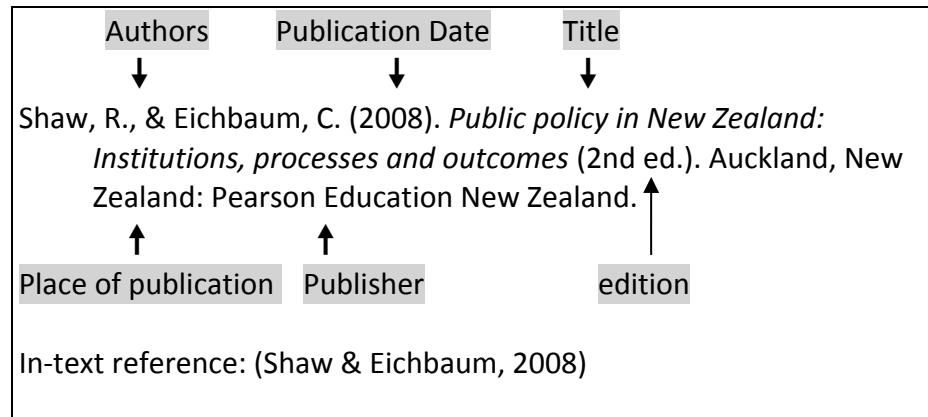 Authors Publication Date Title
Shaw, R., & Eichbaum, C. (2008). Public policy in New Zealand:
Institutions, processes and outcomes (2nd ed.). Auckland, New
Zealand: Pearson Education New Zealand.
Place of publication Publisher edition
In-text reference: (Shaw & Eichbaum, 2008)